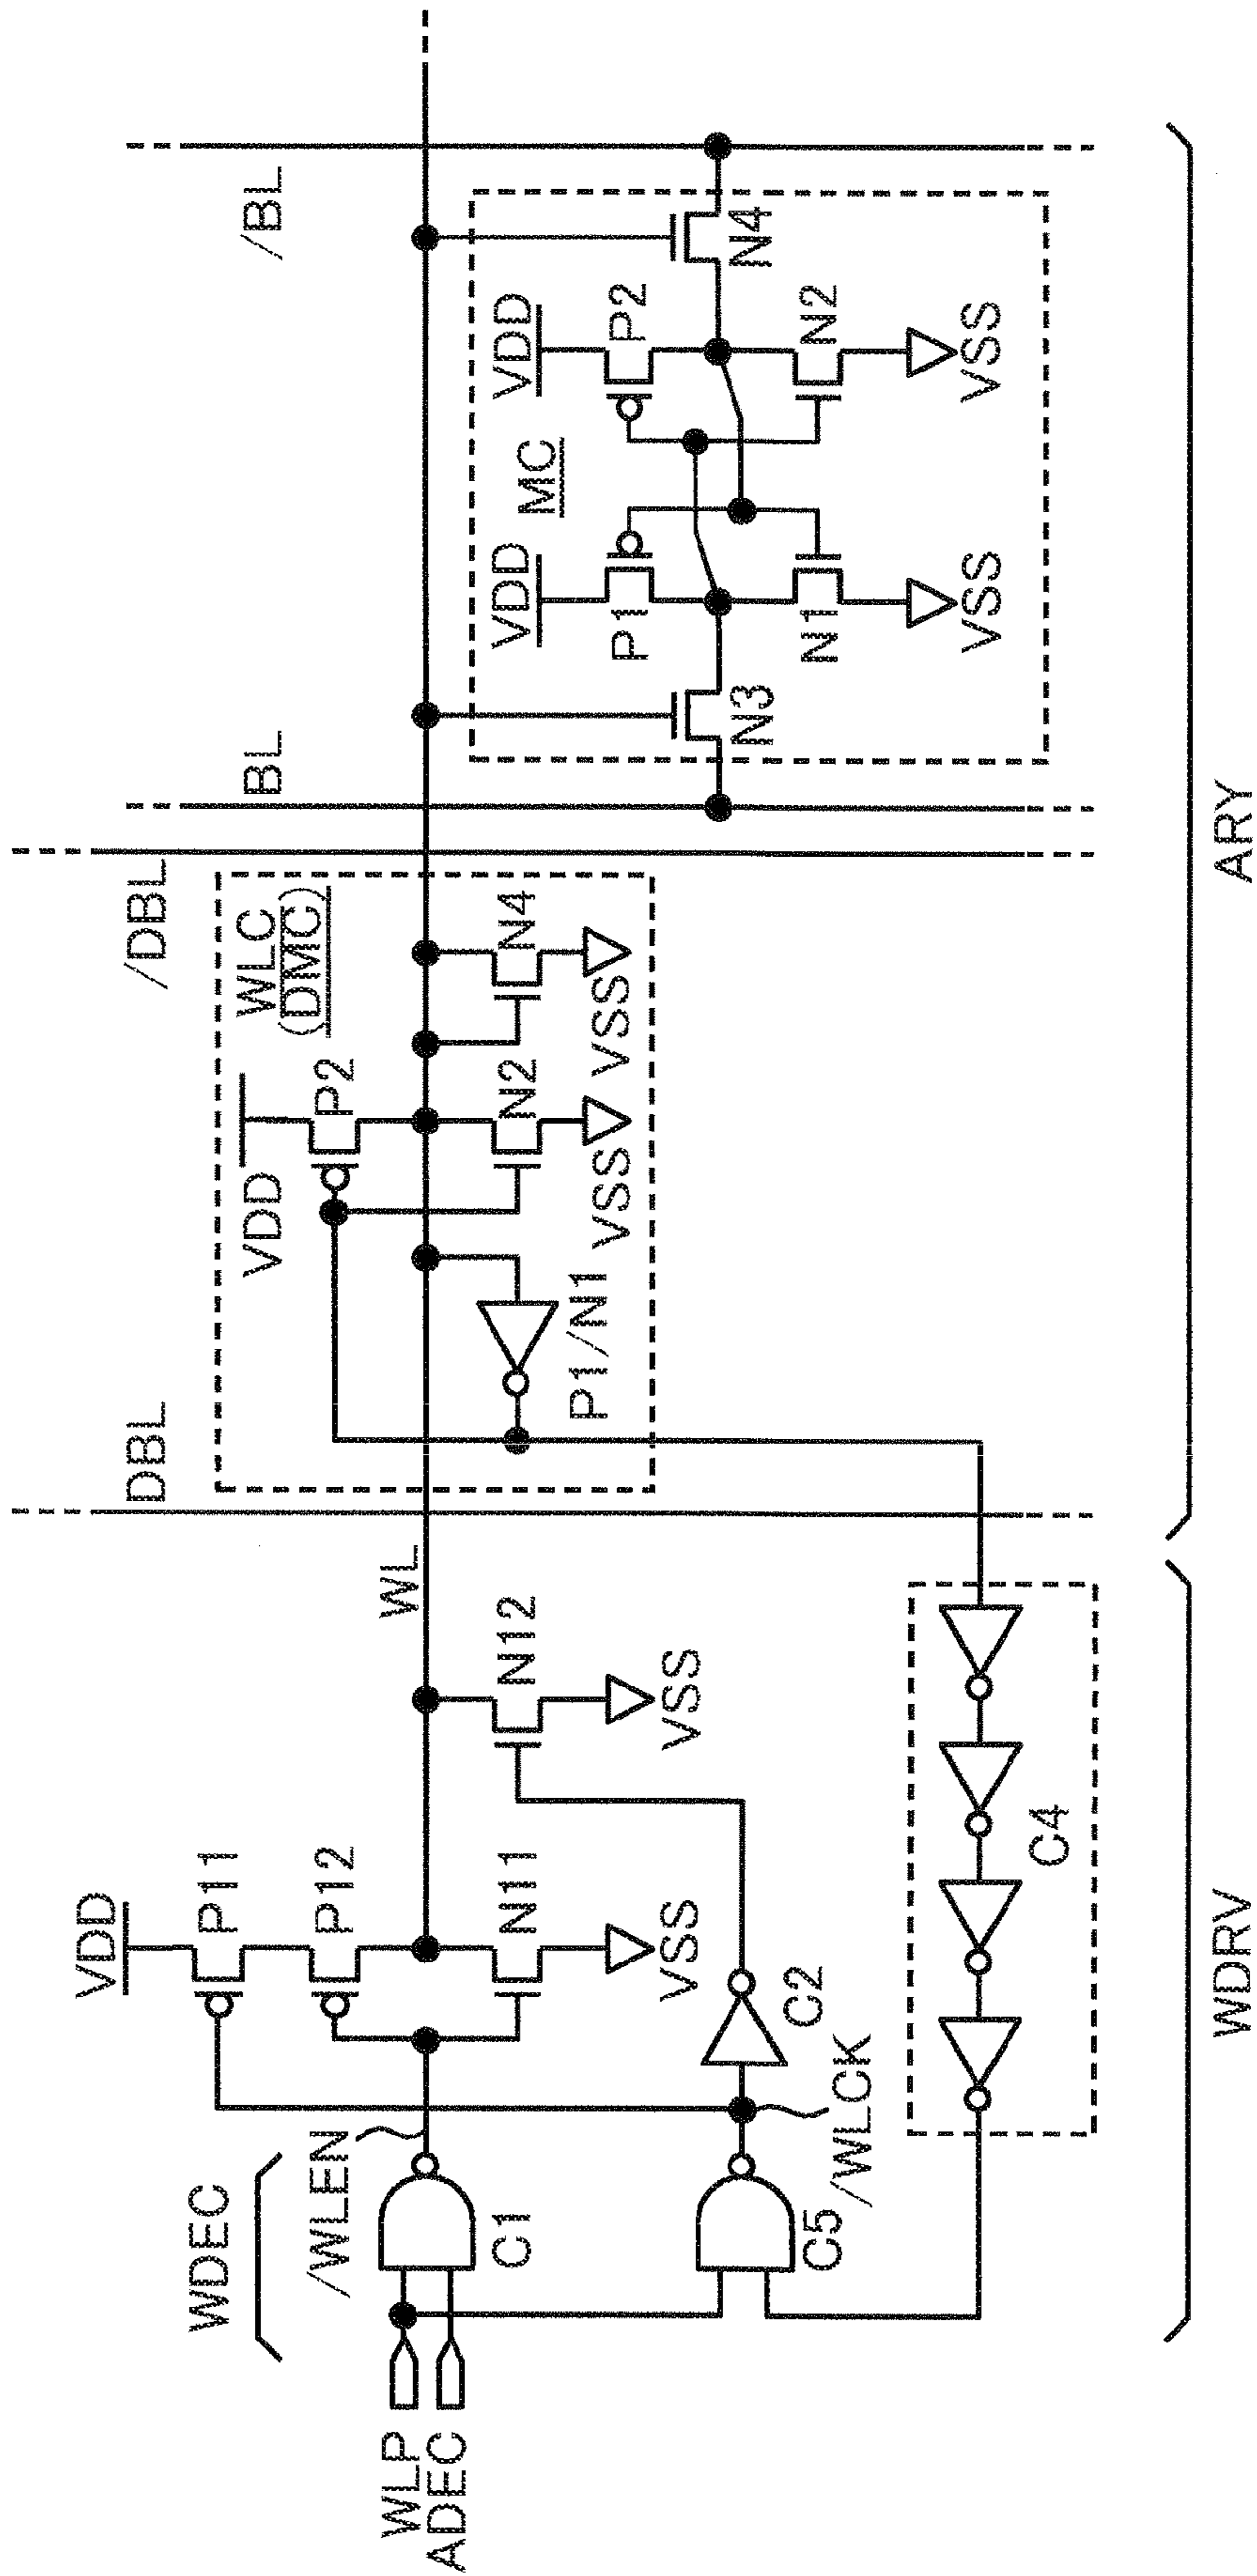 WDEC
WLP
ADEC
/WLEN
C1
C5
/WLCK
C2
VDD
P11
P12
N11
VSS
WL
N12
VSS
C4
WDRV
DBL
/DBL
WLC
(DMC)
VDD
P2
P1/N1
N2
VSS
N4
VSS
BL
/BL
MC
VDD
P1
N1
VSS
N3
VDD
P2
N2
VSS
N4
ARY